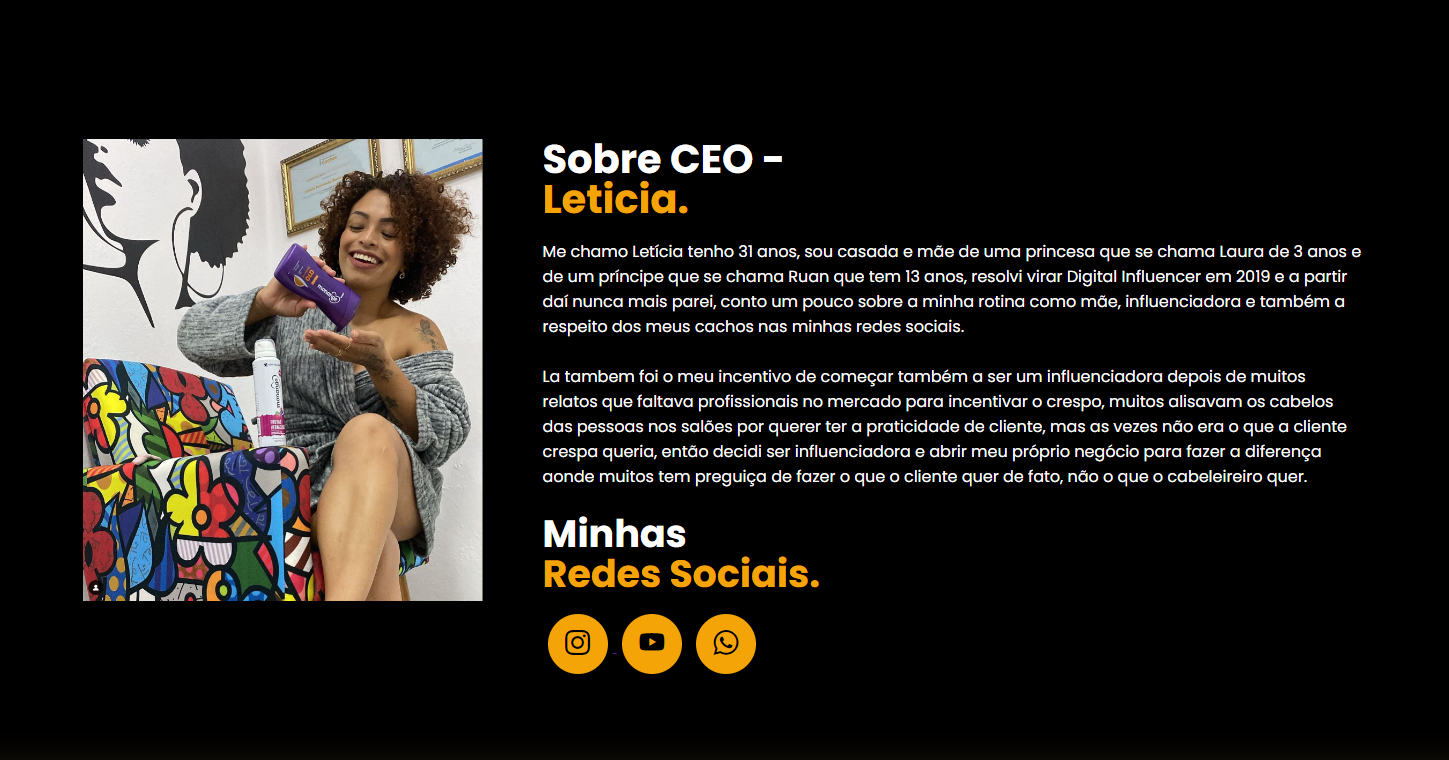 Sobre CEO -
Leticia.
Me chamo Letícia tenho 31 anos, sou casada e mãe de uma princesa que se chama Laura de 3 anos e
de um príncipe que se chama Ruan que tem 13 anos, resolvi virar Digital Influencer em 2019 e a partir
daí nunca mais parei, conto um pouco sobre a minha rotina como mãe, influenciadora e também a
respeito dos meus cachos nas minhas redes sociais.
La tambem foi o meu incentivo de começar também a ser um influenciadora depois de muitos
relatos que faltava profissionais no mercado para incentivar o crespo, muitos alisavam os cabelos
das pessoas nos salões por querer ter a praticidade de cliente, mas as vezes não era o que a cliente
crespa queria, então decidi ser influenciadora e abrir meu próprio negócio para fazer a diferença
aonde muitos tem preguiça de fazer o que o cliente quer de fato, não o que o cabeleireiro quer.
Minhas
Redes Sociais.